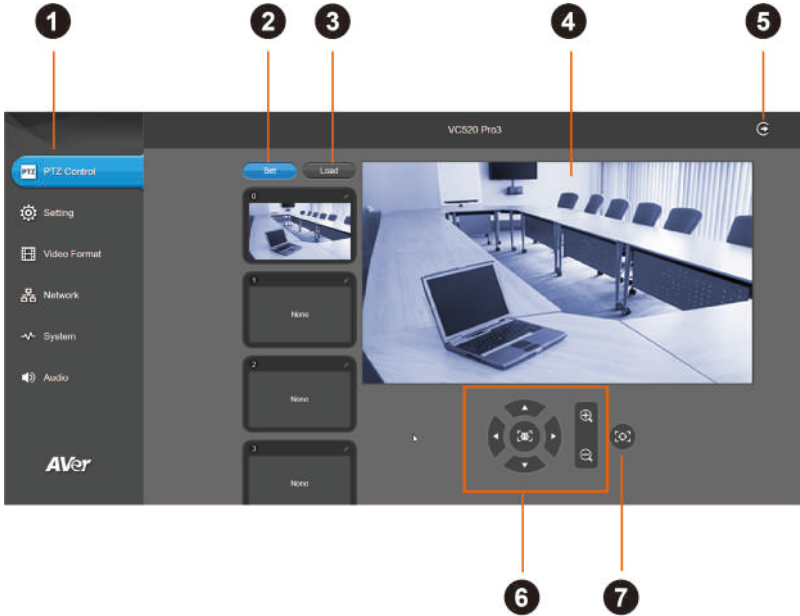 1
2
3
4
5
VC520 Pro3
PTZ
PTZ Control
Set
Load
0
Setting
Video Format
1
Network
None
System
2
Audio
None
3
AVer
None
6
7